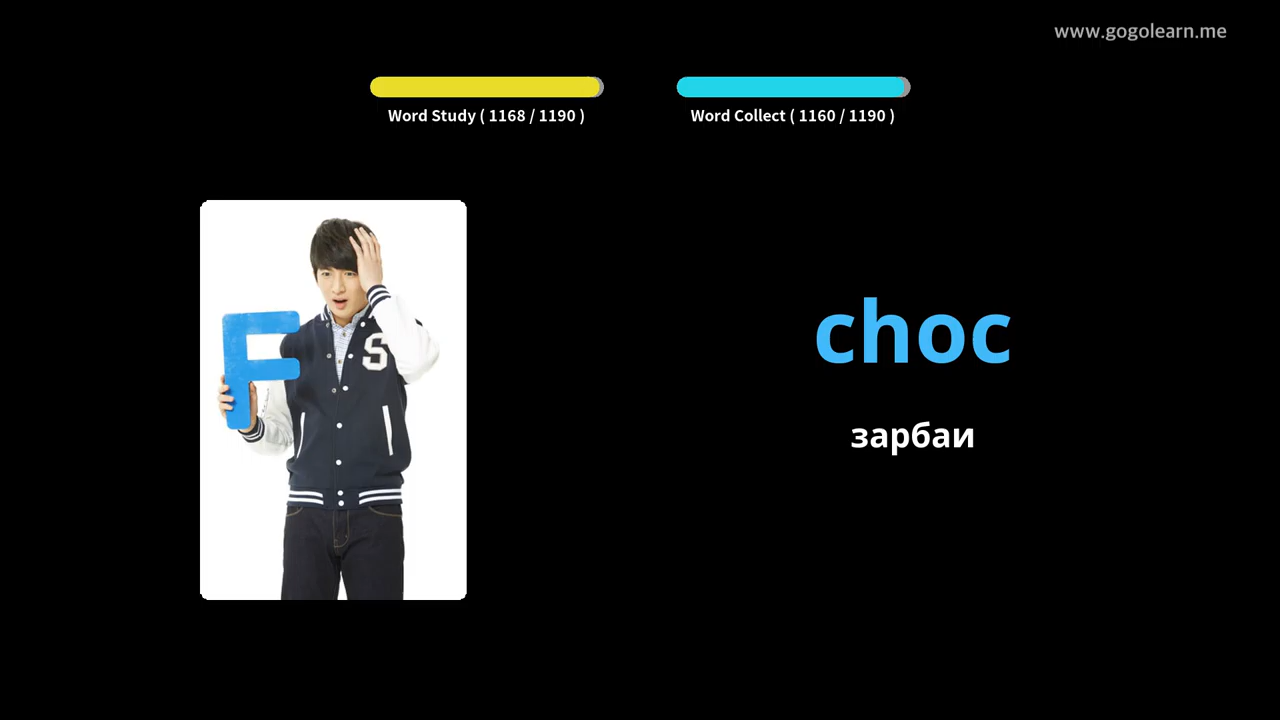 www.gogolearn.me
Word Study ( 1168 / 1190 )
Word Collect ( 1160 / 1190 )
F
S
choc
зарбаи